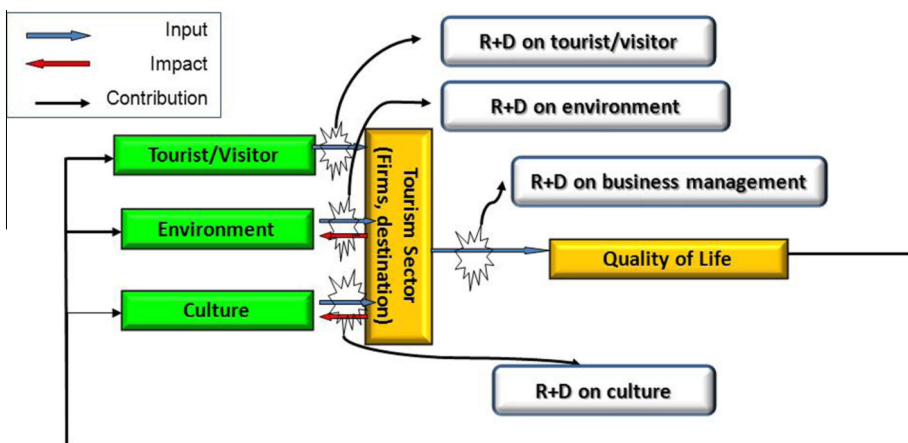 Input
Impact
Contribution
R+D on tourist/visitor
R+D on environment
Tourist/Visitor
Tourism Sector
(Firms, destination)
R+D on business management
Environment
Quality of Life
Culture
R+D on culture